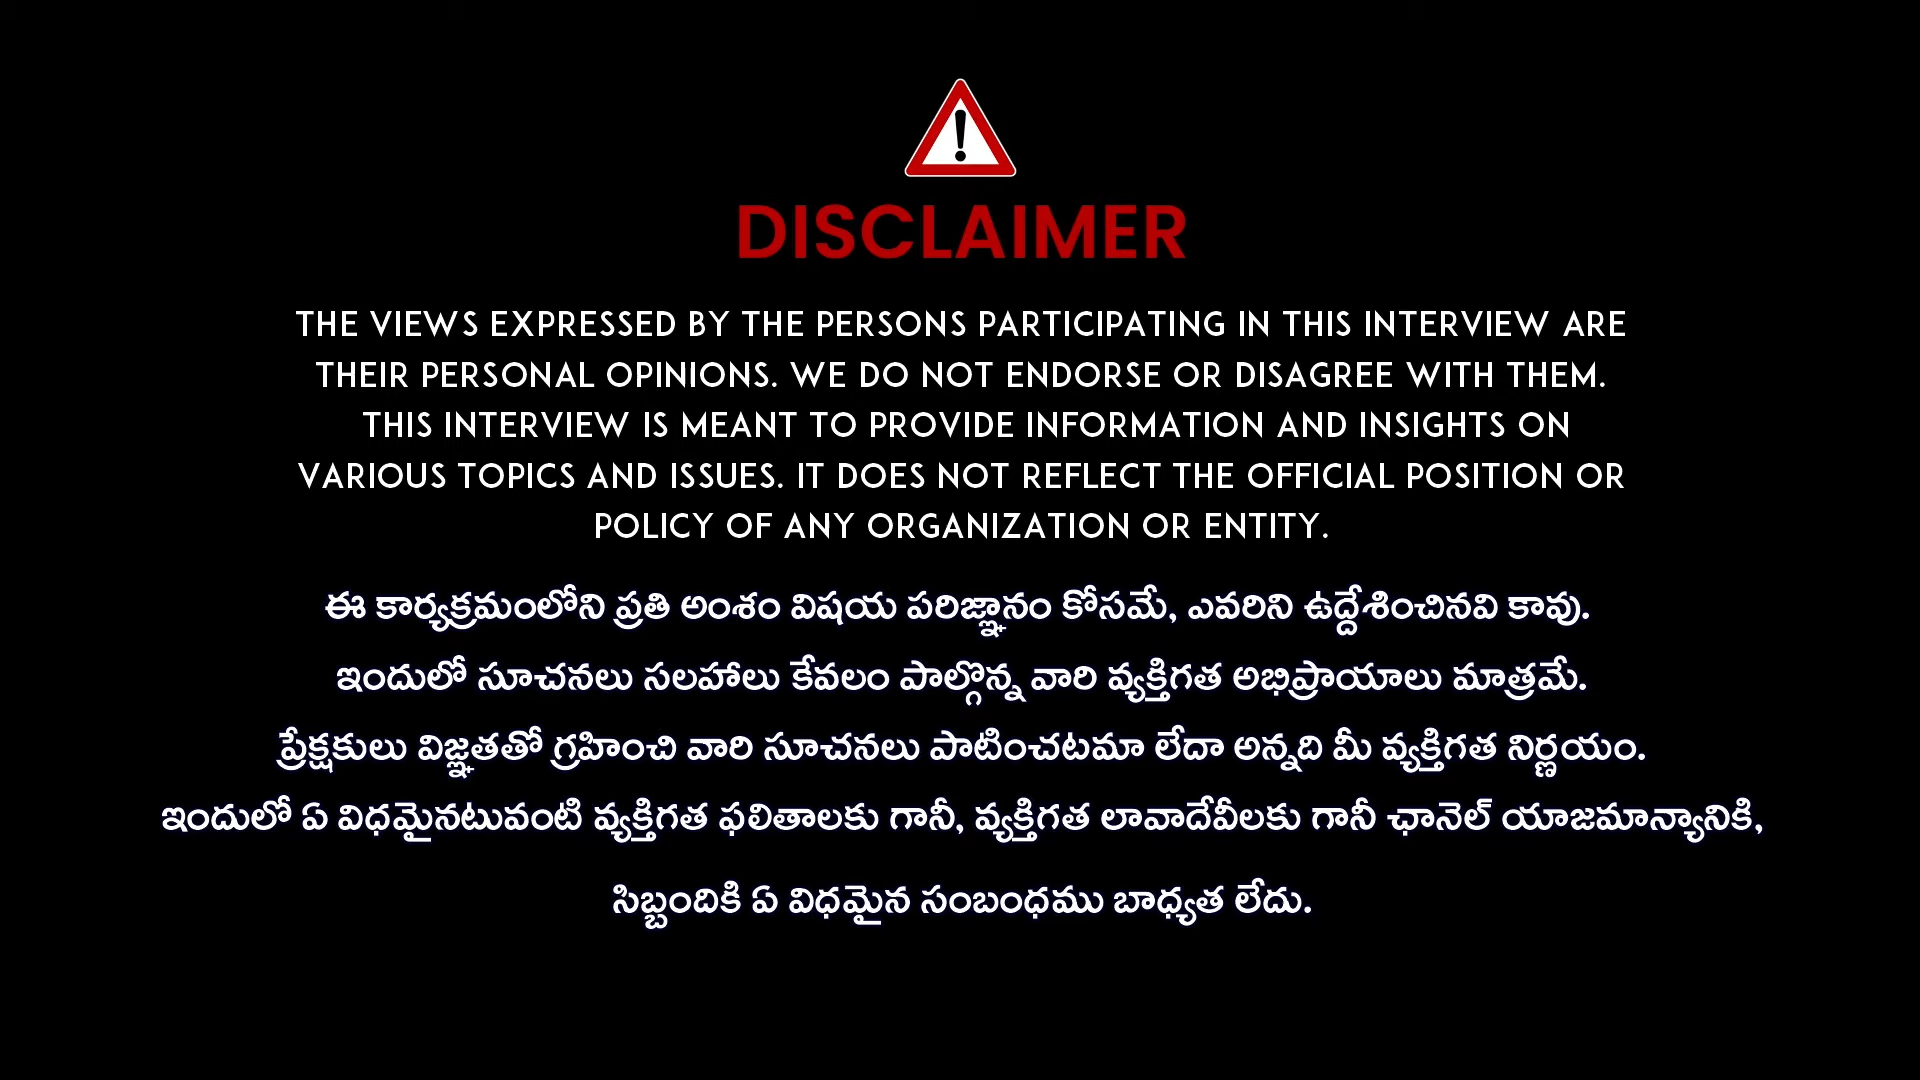 DISCLAIMER
THE VIEWS EXPRESSED BY THE PERSONS PARTICIPATING IN THIS INTERVIEW ARE
THEIR PERSONAL OPINIONS. WE DO NOT ENDORSE OR DISAGREE WITH THEM.
THIS INTERVIEW IS MEANT TO PROVIDE INFORMATION AND INSIGHTS ON
VARIOUS TOPICS AND ISSUES. IT DOES NOT REFLECT THE OFFICIAL POSITION OR
POLICY OF ANY ORGANIZATION OR ENTITY.
ఈ కార్యక్రమంలోని ప్రతి అంశం విషయ పరిజ్ఞానం కోసమే, ఎవరిని ఉద్దేశించినవి కావు.
ఇందులో సూచనలు సలహాలు కేవలం పాల్గొన్న వారి వ్యక్తిగత అభిప్రాయాలు మాత్రమే.
ప్రేక్షకులు విజ్ఞతతో గ్రహించి వారి సూచనలు పాటించటమా లేదా అన్నది మీ వ్యక్తిగత నిర్ణయం.
ఇందులో ఏ విధమైనటువంటి వ్యక్తిగత ఫలితాలకు గానీ, వ్యక్తిగత లావాదేవీలకు గానీ ఛానెల్ యాజమాన్యానికి,
సిబ్బందికి ఏ విధమైన సంబంధము బాధ్యత లేదు.